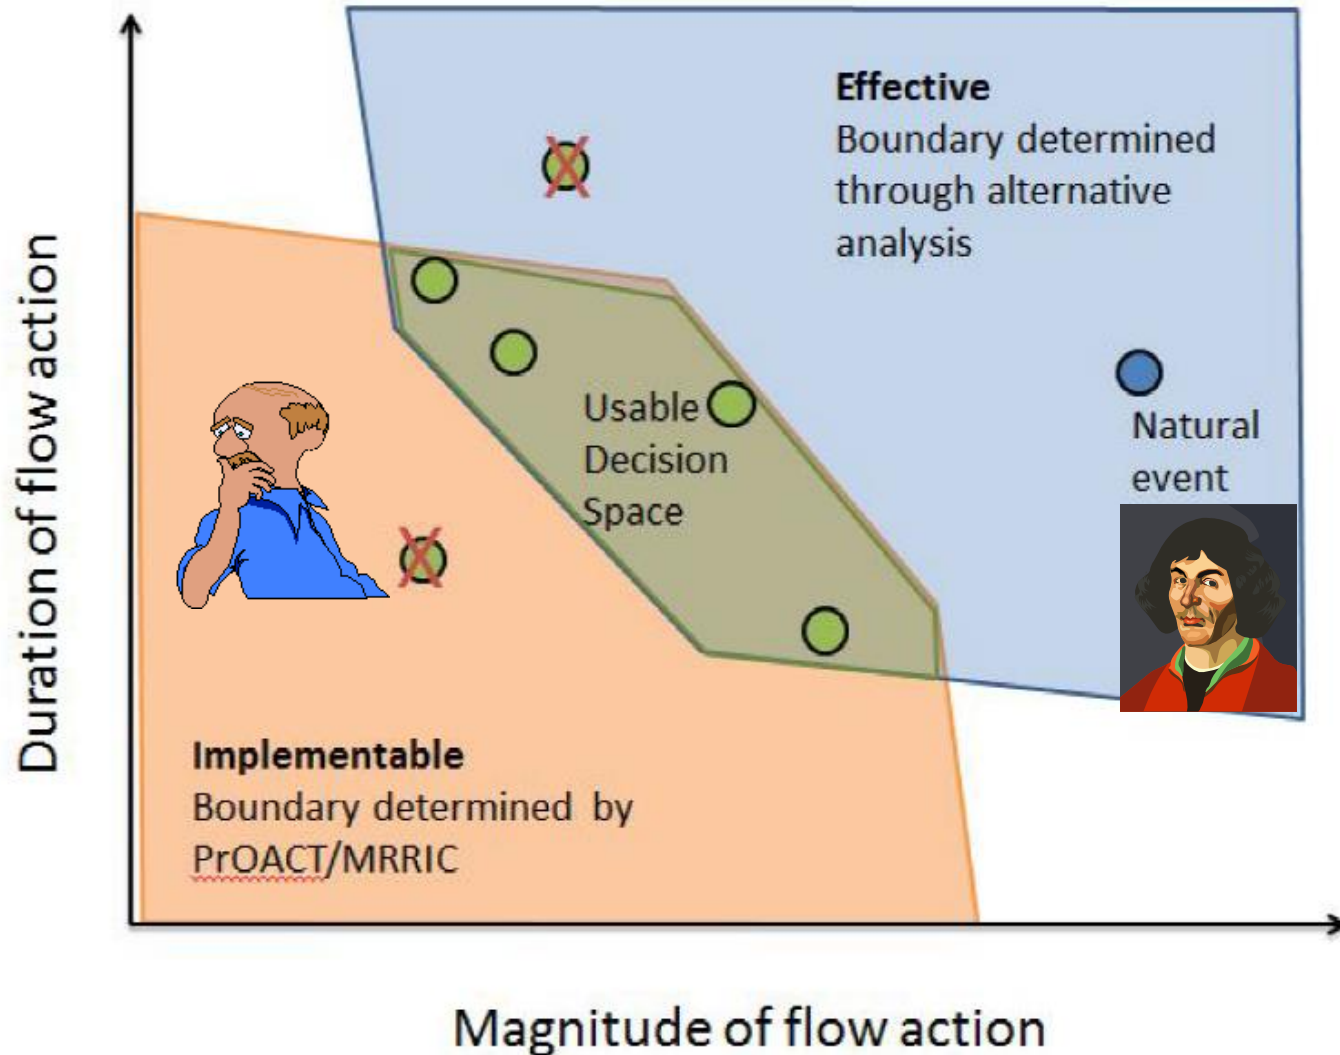 Effective
Boundary determined
through alternative
analysis
Usable
Decision
Space
Natural
event
Implementable
Boundary determined by
PrOACT/MRRIC
Duration of flow action
Magnitude of flow action